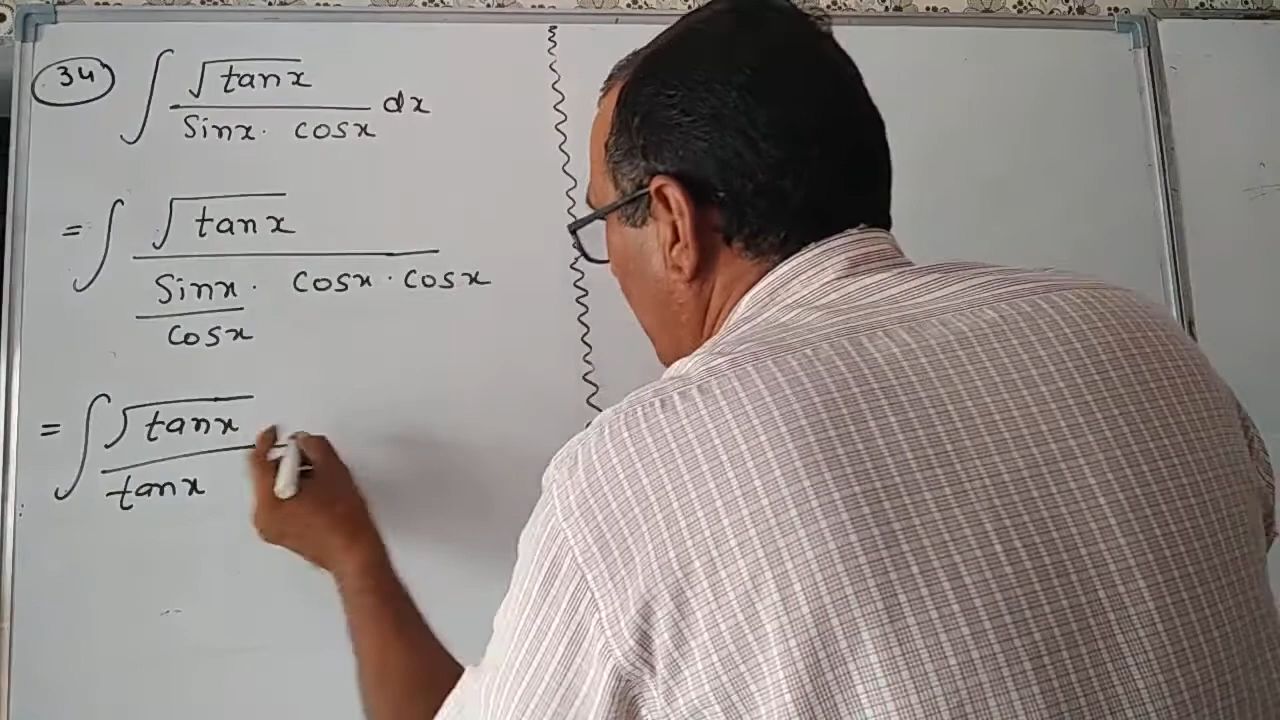 34 ∫ √tanx
sinx · cosx dx
= ∫ √tanx
sinx · cosx · cosx
cosx
= ∫ √tanx
tanx